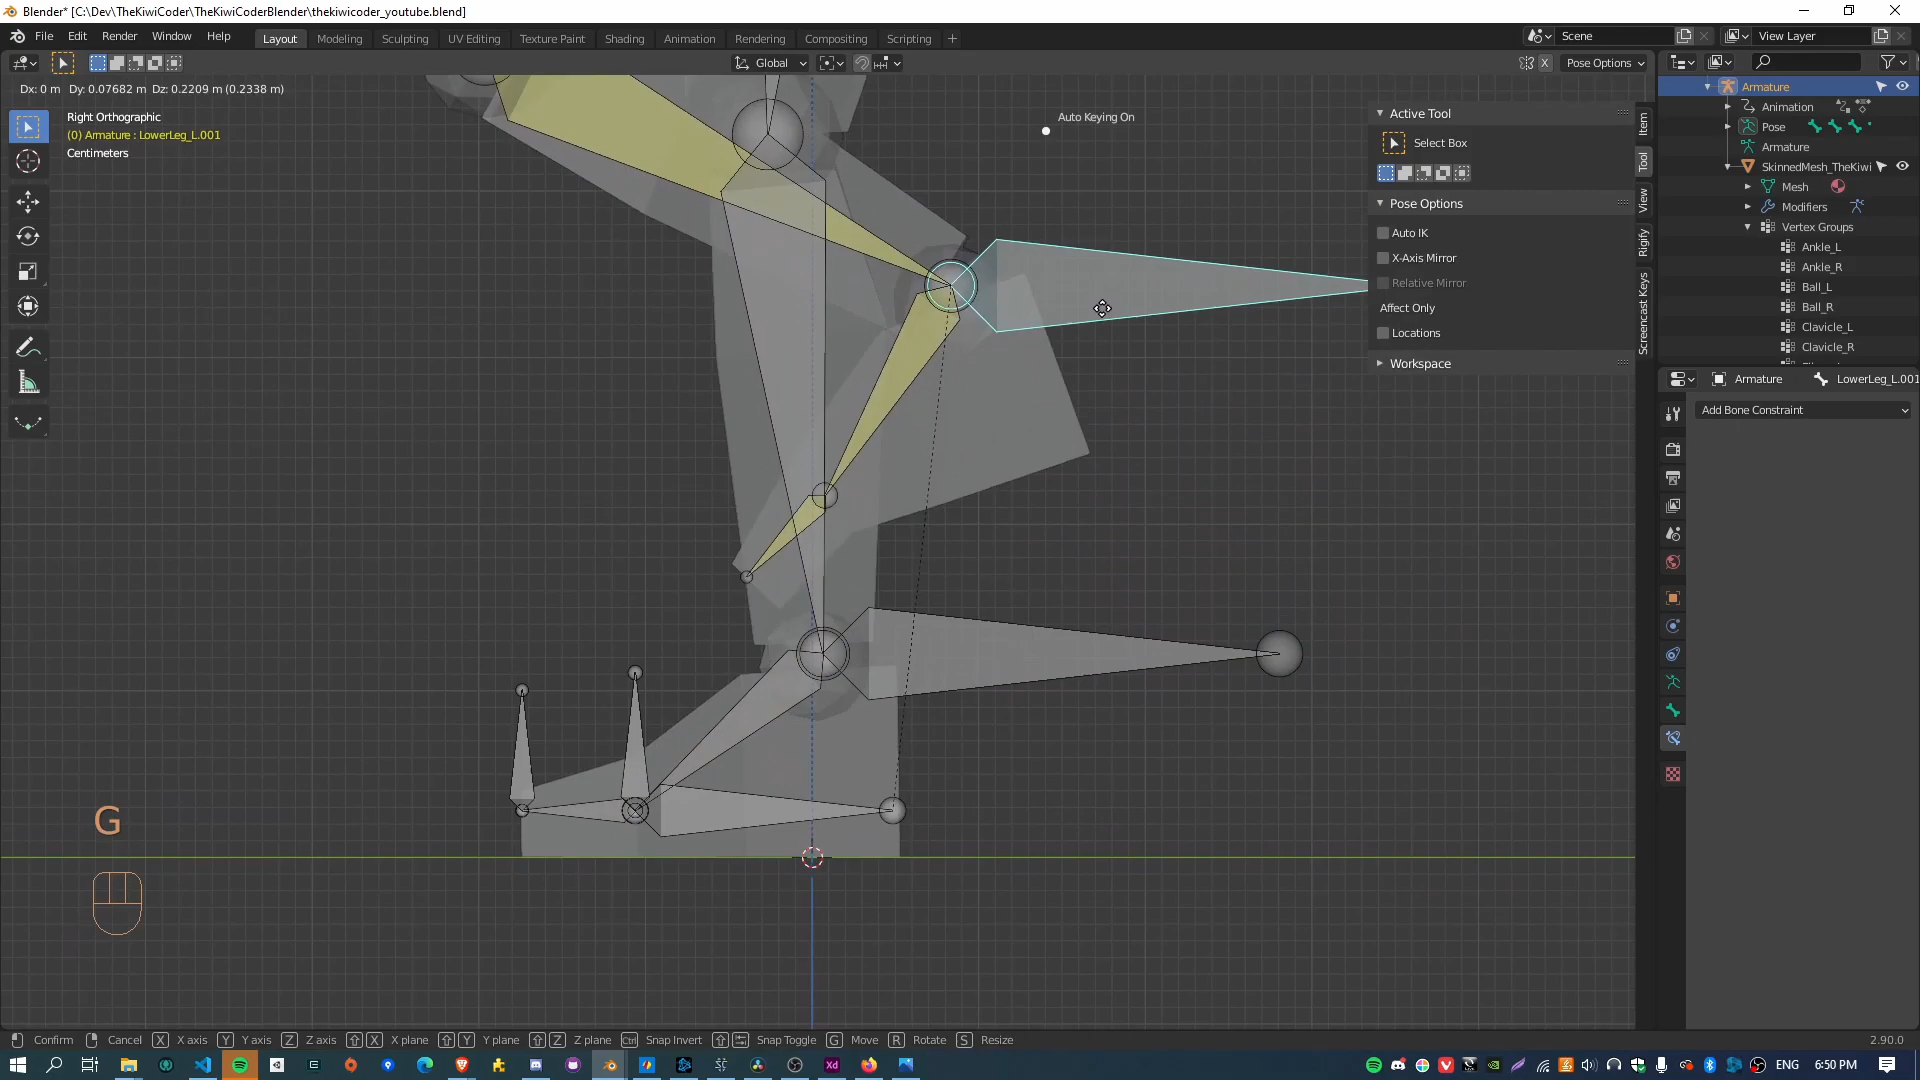 Blender* [C:\Dev\TheKiwiCoder\TheKiwiCoderBlender\thekiwicoder_youtube.blend]
File Edit Render Window Help Layout Modeling Sculpting UV Editing Texture Paint Shading Animation Rendering Compositing Scripting Scene View Layer
Global Pose Options
Dx: 0 m Dy: 0.07682 m Dz: 0.2209 m (0.2338 m)
Right Orthographic
(0) Armature : LowerLeg_L.001
Centimeters
Auto Keying On
Active Tool
Select Box
Pose Options
Auto IK
X-Axis Mirror
Relative Mirror
Affect Only
Locations
Workspace
Item
Tool
View
Rigify
Screencast Keys
Armature
Animation
Pose
Armature
SkinnedMesh_TheKiwi
Mesh
Modifiers
Vertex Groups
Ankle_L
Ankle_R
Ball_L
Ball_R
Clavicle_L
Clavicle_R
Armature LowerLeg_L.001
Add Bone Constraint
G
Confirm Cancel X X axis Y Y axis Z Z axis X X plane Y Y plane Z Z plane Ctrl Snap Invert Snap Toggle G Move R Rotate S Resize 2.90.0
ENG 6:50 PM